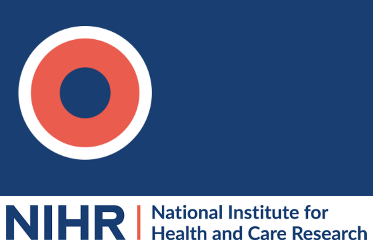 NIHR
National Institute for
Health and Care Research